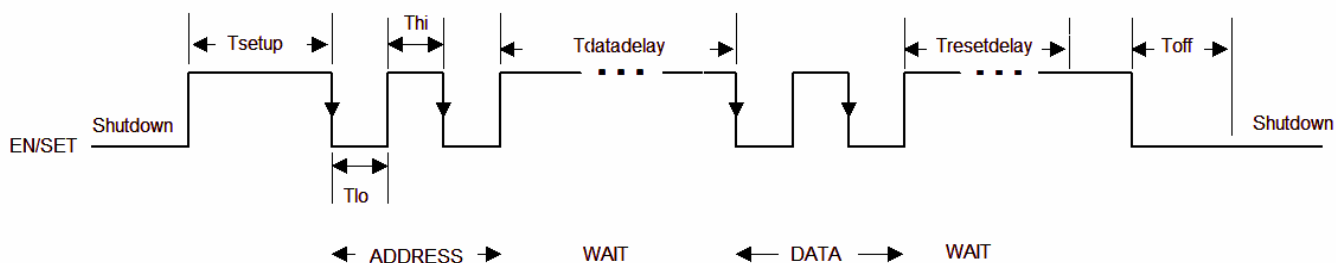 Thi
Tsetup
Tdatadelay
Tresetdelay
Toff
Shutdown
Shutdown
EN/SET
Tlo
ADDRESS
WAIT
DATA
WAIT